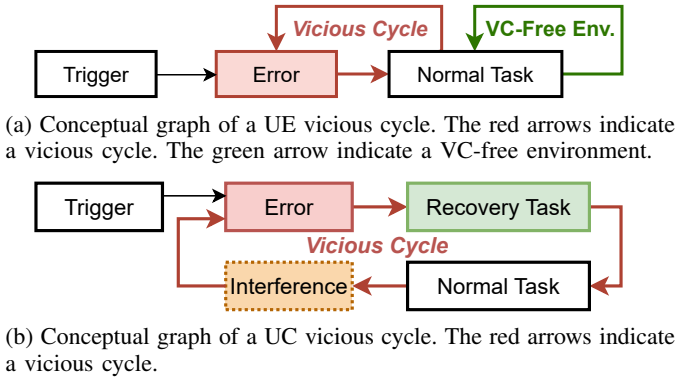 Vicious Cycle
VC-Free Env.
Trigger
Error
Normal Task
(a) Conceptual graph of a UE vicious cycle. The red arrows indicate
a vicious cycle. The green arrow indicate a VC-free environment.
Trigger
Error
Recovery Task
Vicious Cycle
Interference
Normal Task
(b) Conceptual graph of a UC vicious cycle. The red arrows indicate
a vicious cycle.